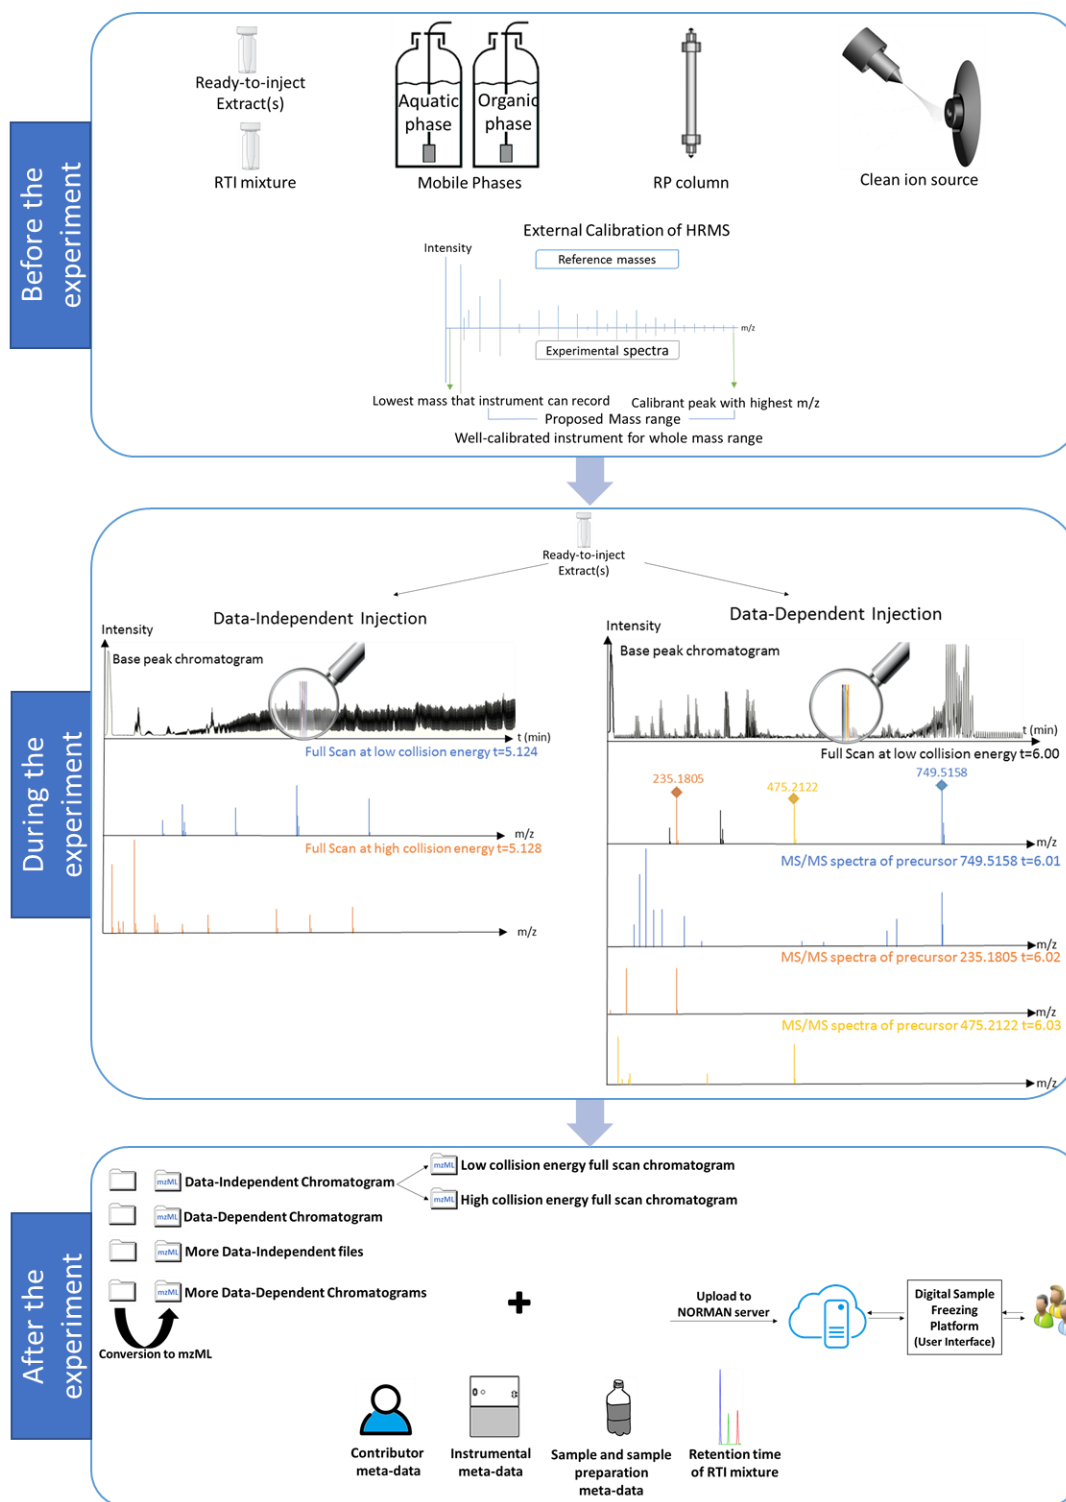 Before the
experiment
Ready-to-inject
Extract(s)
RTI mixture
Aquatic
phase
Organic
phase
Mobile Phases
RP column
Clean ion source
External Calibration of HRMS
Intensity
Reference masses
m/z
Experimental spectra
Lowest mass that instrument can record
Calibrant peak with highest m/z
Proposed Mass range
Well-calibrated instrument for whole mass range
During the
experiment
Ready-to-inject
Extract(s)
Data-Independent Injection
Intensity
Base peak chromatogram
t (min)
Full Scan at low collision energy t=5.124
m/z
Full Scan at high collision energy t=5.128
m/z
Data-Dependent Injection
Intensity
Base peak chromatogram
t (min)
Full Scan at low collision energy t=6.00
235.1805
475.2122
749.5158
m/z
MS/MS spectra of precursor 749.5158 t=6.01
m/z
MS/MS spectra of precursor 235.1805 t=6.02
m/z
MS/MS spectra of precursor 475.2122 t=6.03
m/z
After the
experiment
mzML Data-Independent Chromatogram
mzML Low collision energy full scan chromatogram
mzML High collision energy full scan chromatogram
mzML Data-Dependent Chromatogram
mzML More Data-Independent files
mzML More Data-Dependent Chromatograms
Conversion to mzML
Upload to
NORMAN server
Digital Sample
Freezing
Platform
(User Interface)
Contributor
meta-data
Instrumental
meta-data
Sample and sample
preparation
meta-data
Retention time
of RTI mixture